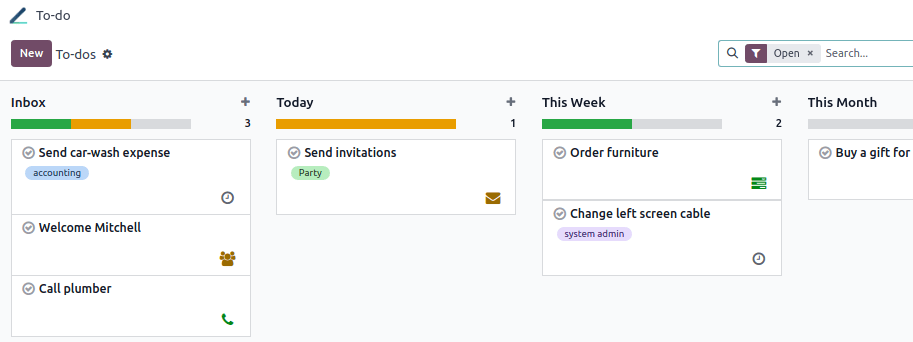 To-do
New To-dos Open × Search...
Inbox
3
Send car-wash expense
accounting
Welcome Mitchell
Call plumber
Today
1
Send invitations
Party
This Week
2
Order furniture
Change left screen cable
system admin
This Month
Buy a gift for